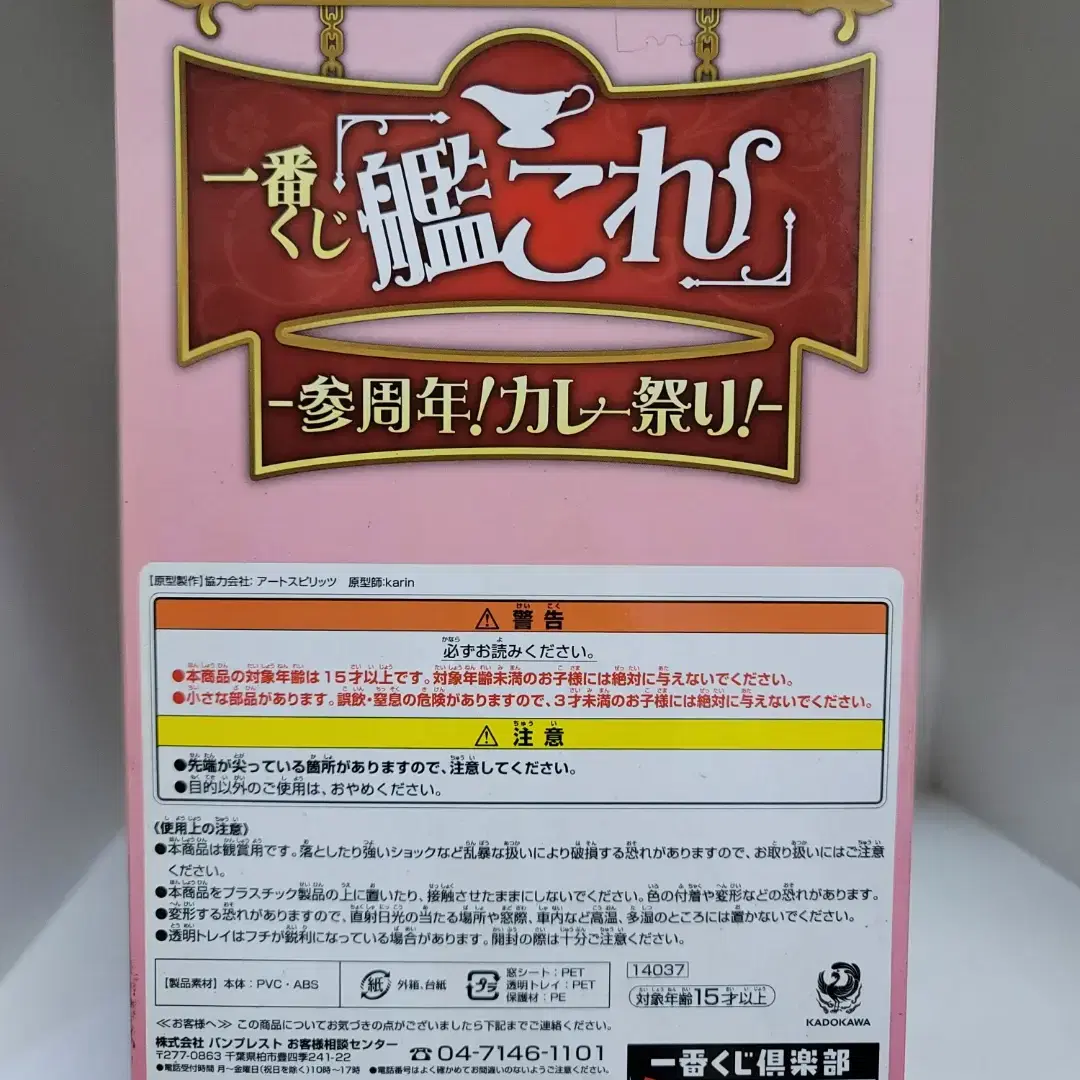 一番
くじ
「艦これ」
-参周年!カレー祭り!-
【原型製作】協力会社:アートスピリッツ 原型師:karin
⚠警告
必ずお読みください。
●本商品の対象年齢は15才以上です。対象年齢未満のお子様には絶対に与えないでください。
●小さな部品があります。誤飲・窒息の危険がありますので、3才未満のお子様には絶対に与えないでください。
⚠注意
●先端が尖っている箇所がありますので、注意してください。
●目的以外のご使用は、おやめください。
《使用上の注意》
●本商品は観賞用です。落としたり強いショックなど乱暴な扱いにより破損する恐れがありますので、お取り扱いにはご注意
ください。
●本商品をプラスチック製品の上に置いたり、接触させたままにしないでください。色の付着や変形などの恐れがあります。
●変形する恐れがありますので、直射日光の当たる場所や窓際、車内など高温、多湿のところには置かないでください。
●透明トレイはフチが鋭利になっている場合があります。開封の際は十分ご注意ください。
【製品素材】本体:PVC・ABS
紙 外箱、台紙
プラ
窓シート:PET
透明トレイ:PET
保護材:PE
14037
対象年齢15才以上
KADOKAWA
≪お客様へ≫ この商品についてお気づきの点がございましたら下記までご連絡ください。
株式会社 バンプレスト お客様相談センター
〒277-0863 千葉県柏市豊四季241-22
☎04-7146-1101
●電話受付時間 月~金曜日(祝日を除く)10時~17時 ●電話番号はよく確かめてお間違いのないようご注意ください。
一番くじ倶楽部